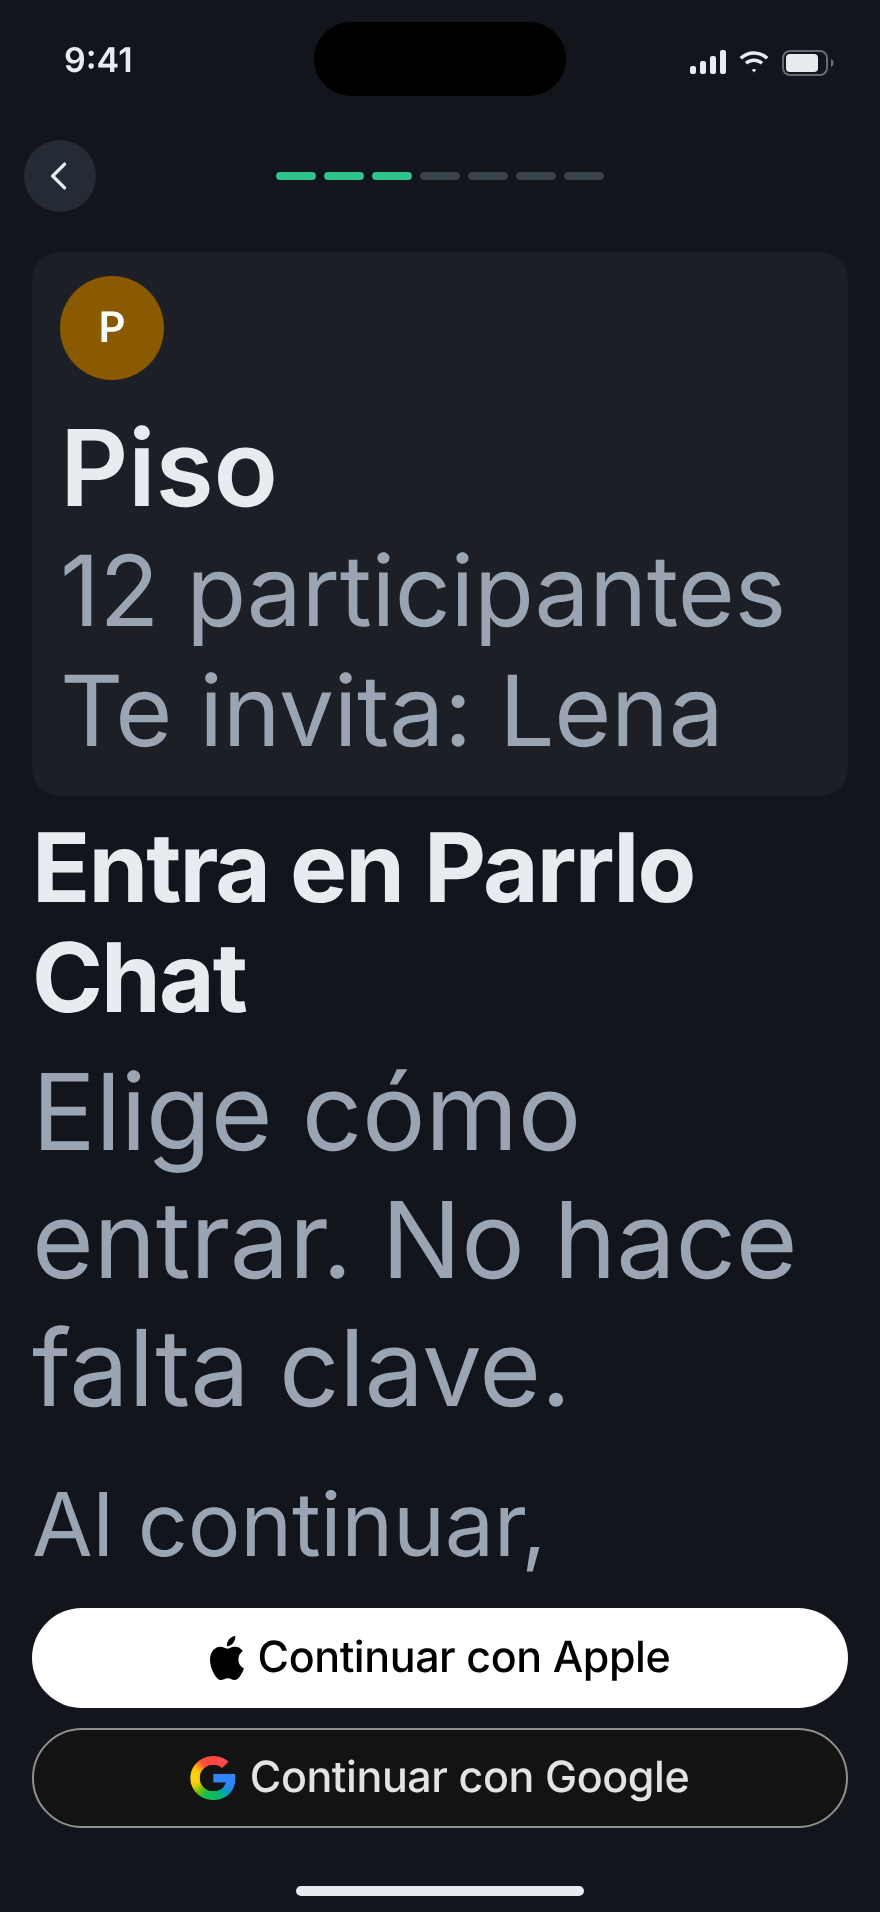 9:41
P
Piso
12 participantes
Te invita: Lena
Entra en Parrlo
Chat
Elige cómo
entrar. No hace
falta clave.
Al continuar,
Continuar con Apple
Continuar con Google